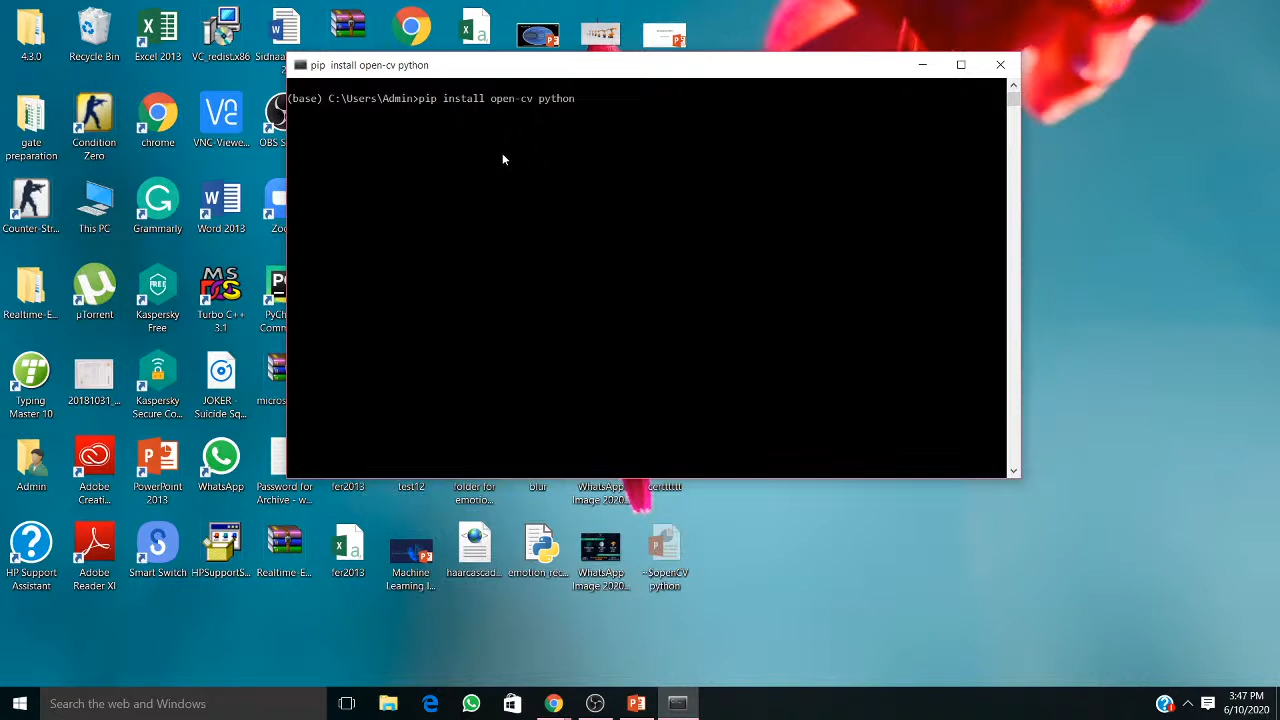 4.3.0
Recycle Bin
Excel 2013
VC_redist.x86
Sidnaa...
pip install open-cv python
(base) C:\Users\Admin>pip install open-cv python
gate preparation
Condition Zero
chrome
VNC-Viewe...
OBS S
Counter-Str...
This PC
Grammarly
Word 2013
Zoo
Realtime-E...
µTorrent
Kaspersky Free
Turbo C++ 3.1
PyCh
Comm
Typing Master 10
20181031_...
Kaspersky Secure Co...
JOKER - Suicide Sq...
micros
Admin
Adobe Creati...
PowerPoint 2013
WhatsApp
Password for Archive - w...
fer2013
test12
folder for emotio...
blur
WhatsApp Image 2020...
HP Support Assistant
Adobe Reader XI
Smart Switch
HPSupportS...
Realtime-E...
fer2013
Machine Learning I...
haarcascad...
emotion_rec...
WhatsApp Image 2020...
~$openCV python
Search the web and Windows
3:47 PM
6/10/2020